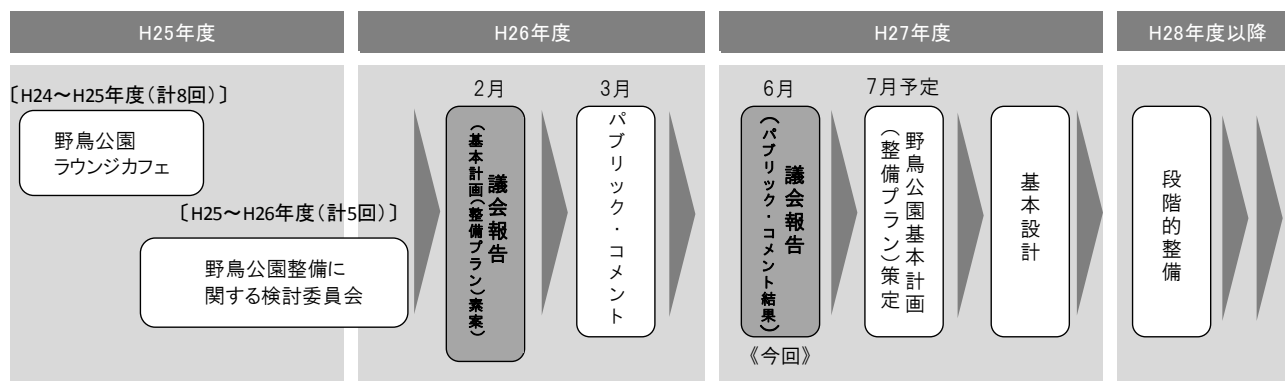 H25年度
H26年度
H27年度
H28年度以降
〔H24～H25年度(計8回)〕
野鳥公園
ラウンジカフェ
〔H25～H26年度(計5回)〕
野鳥公園整備に
関する検討委員会
2月
議会報告
(基本計画(整備プラン)素案)
3月
パブリック・コメント
6月
議会報告
(パブリック・コメント結果)
《今回》
7月予定
野鳥公園基本計画
(整備プラン)策定
基本設計
段階的整備